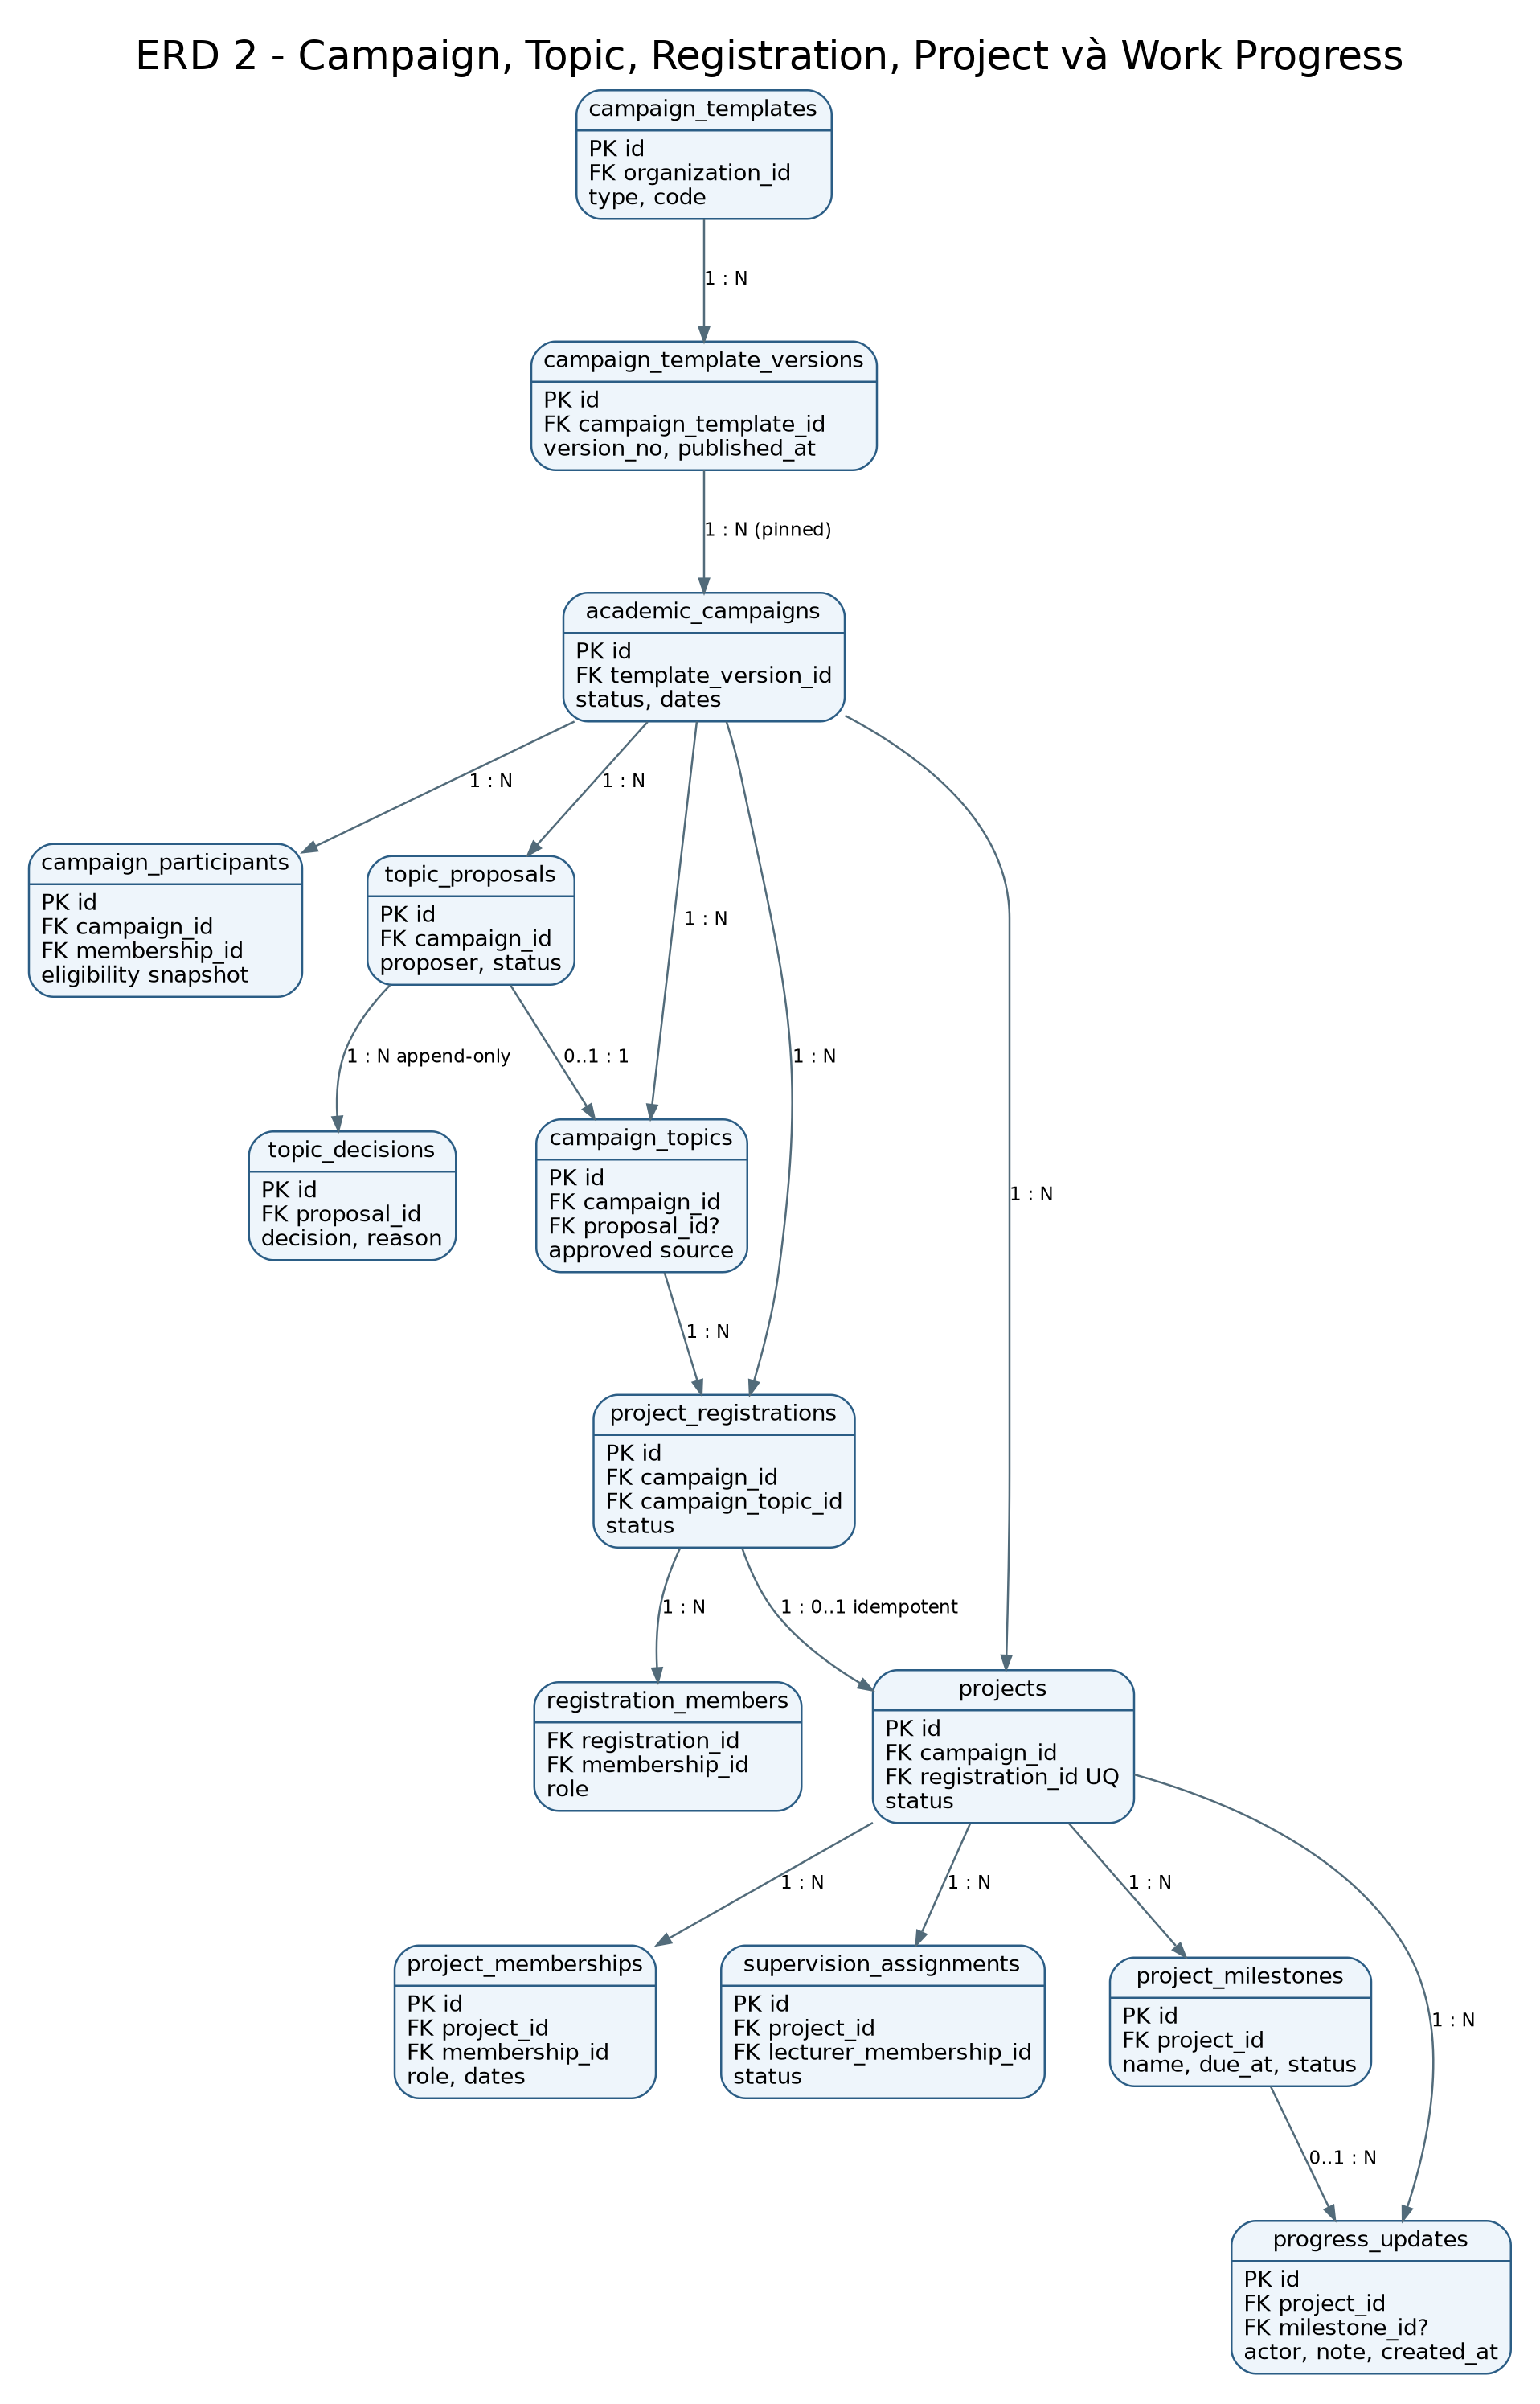 ERD 2 - Campaign, Topic, Registration, Project và Work Progress
campaign_templates
PK id
FK organization_id
type, code
1 : N
campaign_template_versions
PK id
FK campaign_template_id
version_no, published_at
1 : N (pinned)
academic_campaigns
PK id
FK template_version_id
status, dates
1 : N
1 : N
campaign_participants
PK id
FK campaign_id
FK membership_id
eligibility snapshot
topic_proposals
PK id
FK campaign_id
proposer, status
1 : N
1 : N append-only
0..1 : 1
1 : N
topic_decisions
PK id
FK proposal_id
decision, reason
campaign_topics
PK id
FK campaign_id
FK proposal_id?
approved source
1 : N
1 : N
project_registrations
PK id
FK campaign_id
FK campaign_topic_id
status
1 : N
1 : 0..1 idempotent
registration_members
FK registration_id
FK membership_id
role
projects
PK id
FK campaign_id
FK registration_id UQ
status
1 : N
1 : N
1 : N
project_memberships
PK id
FK project_id
FK membership_id
role, dates
supervision_assignments
PK id
FK project_id
FK lecturer_membership_id
status
project_milestones
PK id
FK project_id
name, due_at, status
1 : N
0..1 : N
progress_updates
PK id
FK project_id
FK milestone_id?
actor, note, created_at